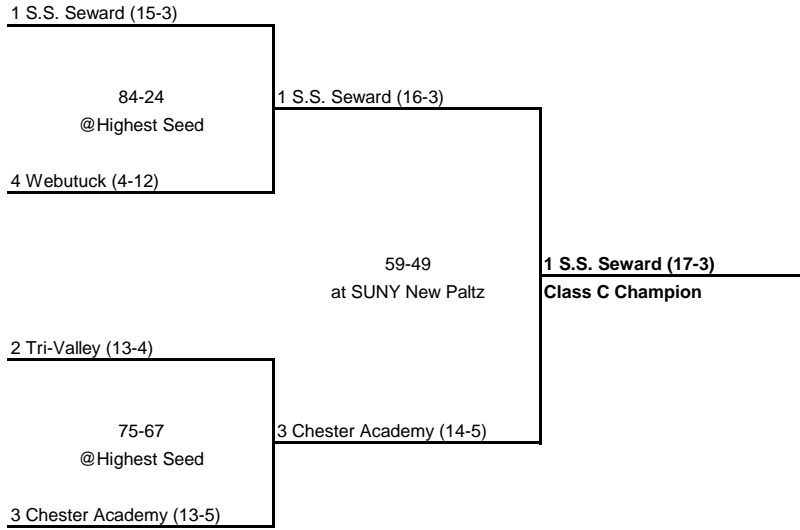 1 S.S. Seward (15-3)
84-24
@Highest Seed
1 S.S. Seward (16-3)
4 Webutuck (4-12)
59-49
at SUNY New Paltz
1 S.S. Seward (17-3)
Class C Champion
2 Tri-Valley (13-4)
75-67
@Highest Seed
3 Chester Academy (14-5)
3 Chester Academy (13-5)